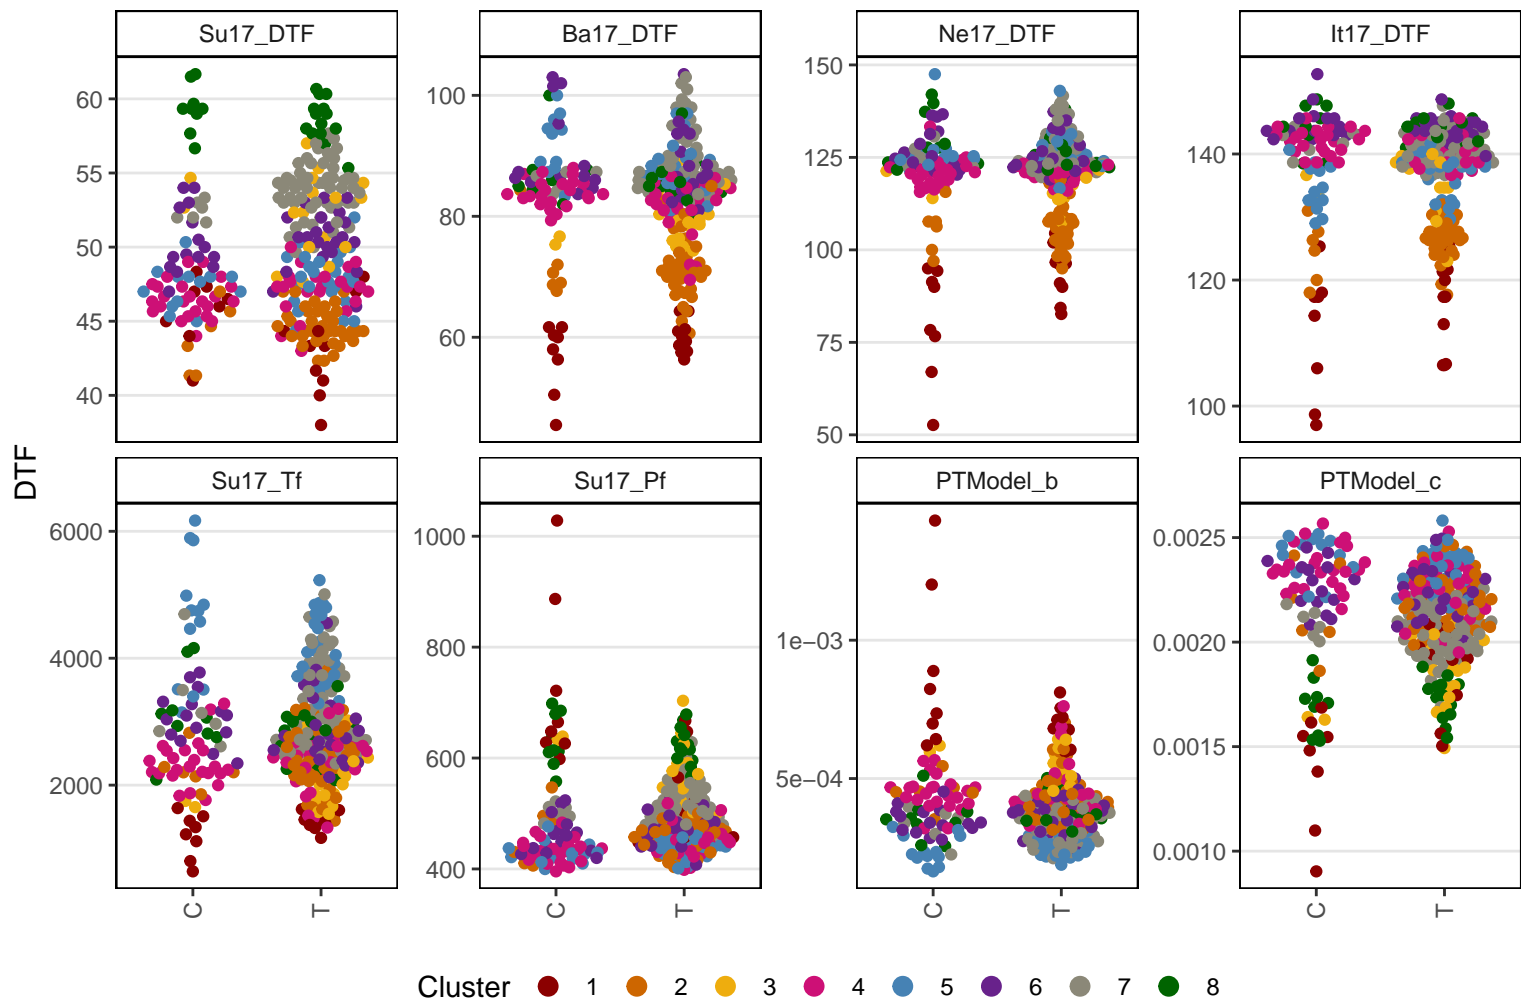 Su17_DTF Ba17_DTF Ne17_DTF It17_DTF
60 55 50 45 40
100 80 60
150 125 100 75 50
140 120 100
DTF
Su17_Tf Su17_Pf PTModel_b PTModel_c
6000 4000 2000
1000 800 600 400
1e−03 5e−04
0.0025 0.0020 0.0015 0.0010
C T C T C T C T
Cluster 1 2 3 4 5 6 7 8